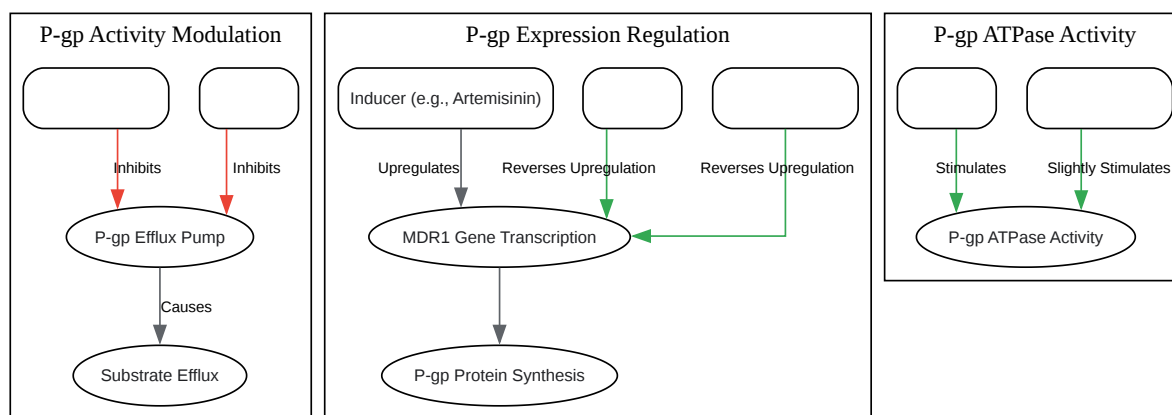 P-gp Activity Modulation
Inhibits
Inhibits
P-gp Efflux Pump
Causes
Substrate Efflux
P-gp Expression Regulation
Inducer (e.g., Artemisinin)
Upregulates
Reverses Upregulation
Reverses Upregulation
MDR1 Gene Transcription
P-gp Protein Synthesis
P-gp ATPase Activity
Stimulates
Slightly Stimulates
P-gp ATPase Activity